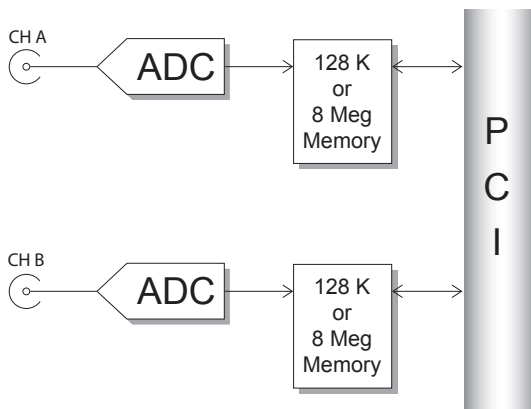 CH A
ADC
128 K
or
8 Meg
Memory
P
C
I
CH B
ADC
128 K
or
8 Meg
Memory